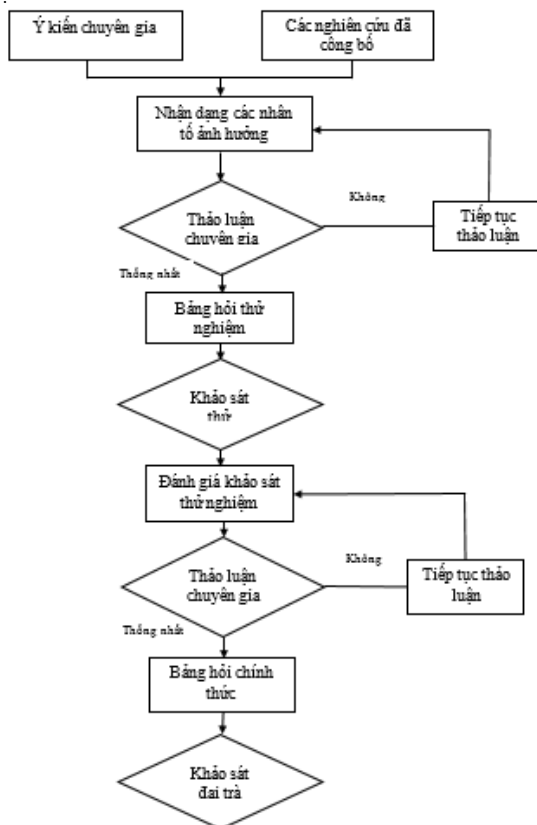 Ý kiến chuyên gia
Các nghiên cứu đã
công bố
Nhận dạng các nhân
tố ảnh hưởng
Không
Thảo luận
chuyên gia
Tiếp tục
thảo luận
Thống nhất
Bảng hỏi thử
nghiệm
Khảo sát
thử
Đánh giá khảo sát
thử nghiệm
Không
Thảo luận
chuyên gia
Tiếp tục thảo
luận
Thống nhất
Bảng hỏi chính
thức
Khảo sát
đai trà